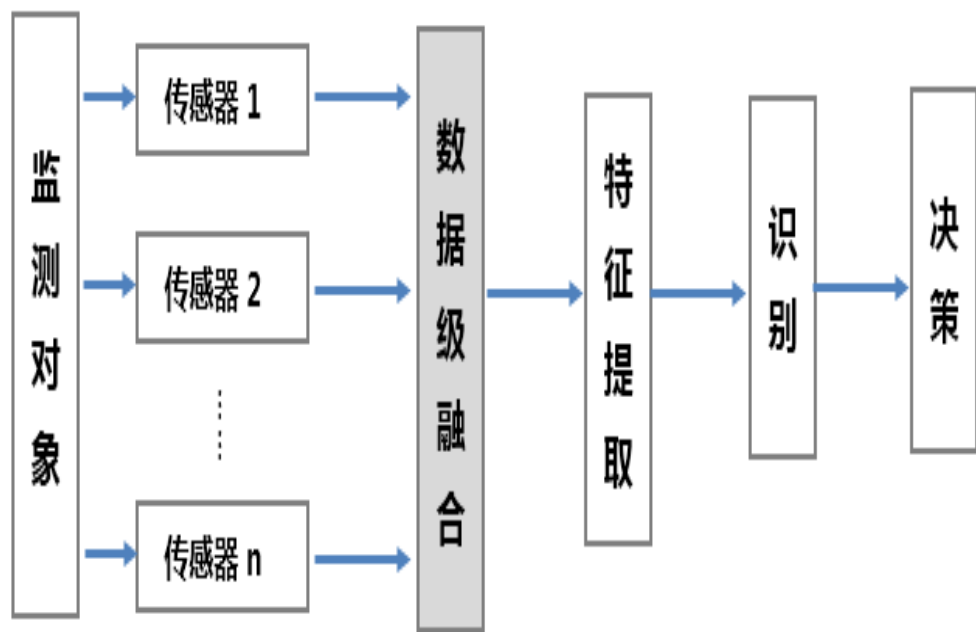 监测对象
传感器 1
传感器 2
传感器 n
数据级融合
特征提取
识别
决策